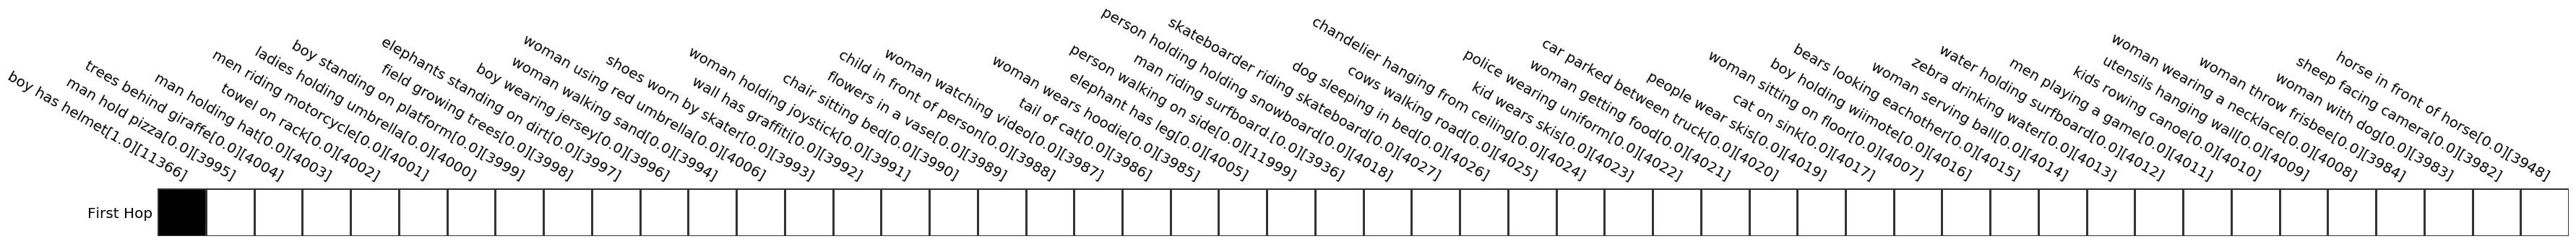 boy has helmet[1.0][11366]
man hold pizza[0.0][3995]
trees behind giraffe[0.0][4004]
man holding hat[0.0][4003]
towel on rack[0.0][4002]
men riding motorcycle[0.0][4001]
ladies holding umbrella[0.0][4000]
boy standing on platform[0.0][3999]
field growing trees[0.0][3998]
elephants standing on dirt[0.0][3997]
boy wearing jersey[0.0][3996]
woman walking sand[0.0][3994]
woman using red umbrella[0.0][4006]
shoes worn by skater[0.0][3993]
wall has graffiti[0.0][3992]
woman holding joystick[0.0][3991]
chair sitting bed[0.0][3990]
flowers in a vase[0.0][3989]
child in front of person[0.0][3988]
woman watching video[0.0][3987]
tail of cat[0.0][3986]
woman wears hoodie[0.0][3985]
elephant has leg[0.0][4005]
person walking on side[0.0][11999]
man riding surfboard.[0.0][3936]
person holding holding snowboard[0.0][4018]
skateboarder riding skateboard[0.0][4027]
dog sleeping in bed[0.0][4026]
cows walking road[0.0][4025]
chandelier hanging from ceiling[0.0][4024]
kid wears skis[0.0][4023]
police wearing uniform[0.0][4022]
woman getting food[0.0][4021]
car parked between truck[0.0][4020]
people wear skis[0.0][4019]
cat on sink[0.0][4017]
woman sitting on floor[0.0][4007]
boy holding wiimote[0.0][4016]
bears looking eachother[0.0][4015]
woman serving ball[0.0][4014]
zebra drinking water[0.0][4013]
water holding surfboard[0.0][4012]
men playing a game[0.0][4011]
kids rowing canoe[0.0][4010]
utensils hanging wall[0.0][4009]
woman wearing a necklace[0.0][4008]
woman throw frisbee[0.0][3984]
woman with dog[0.0][3983]
sheep facing camera[0.0][3982]
horse in front of horse[0.0][3948]
First Hop